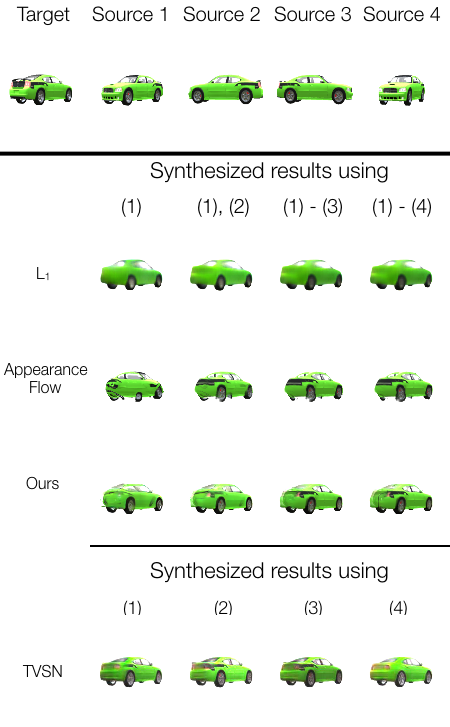 Target Source 1 Source 2 Source 3 Source 4
Synthesized results using
(1) (1), (2) (1) - (3) (1) - (4)
L₁
Appearance
Flow
Ours
Synthesized results using
(1) (2) (3) (4)
TVSN